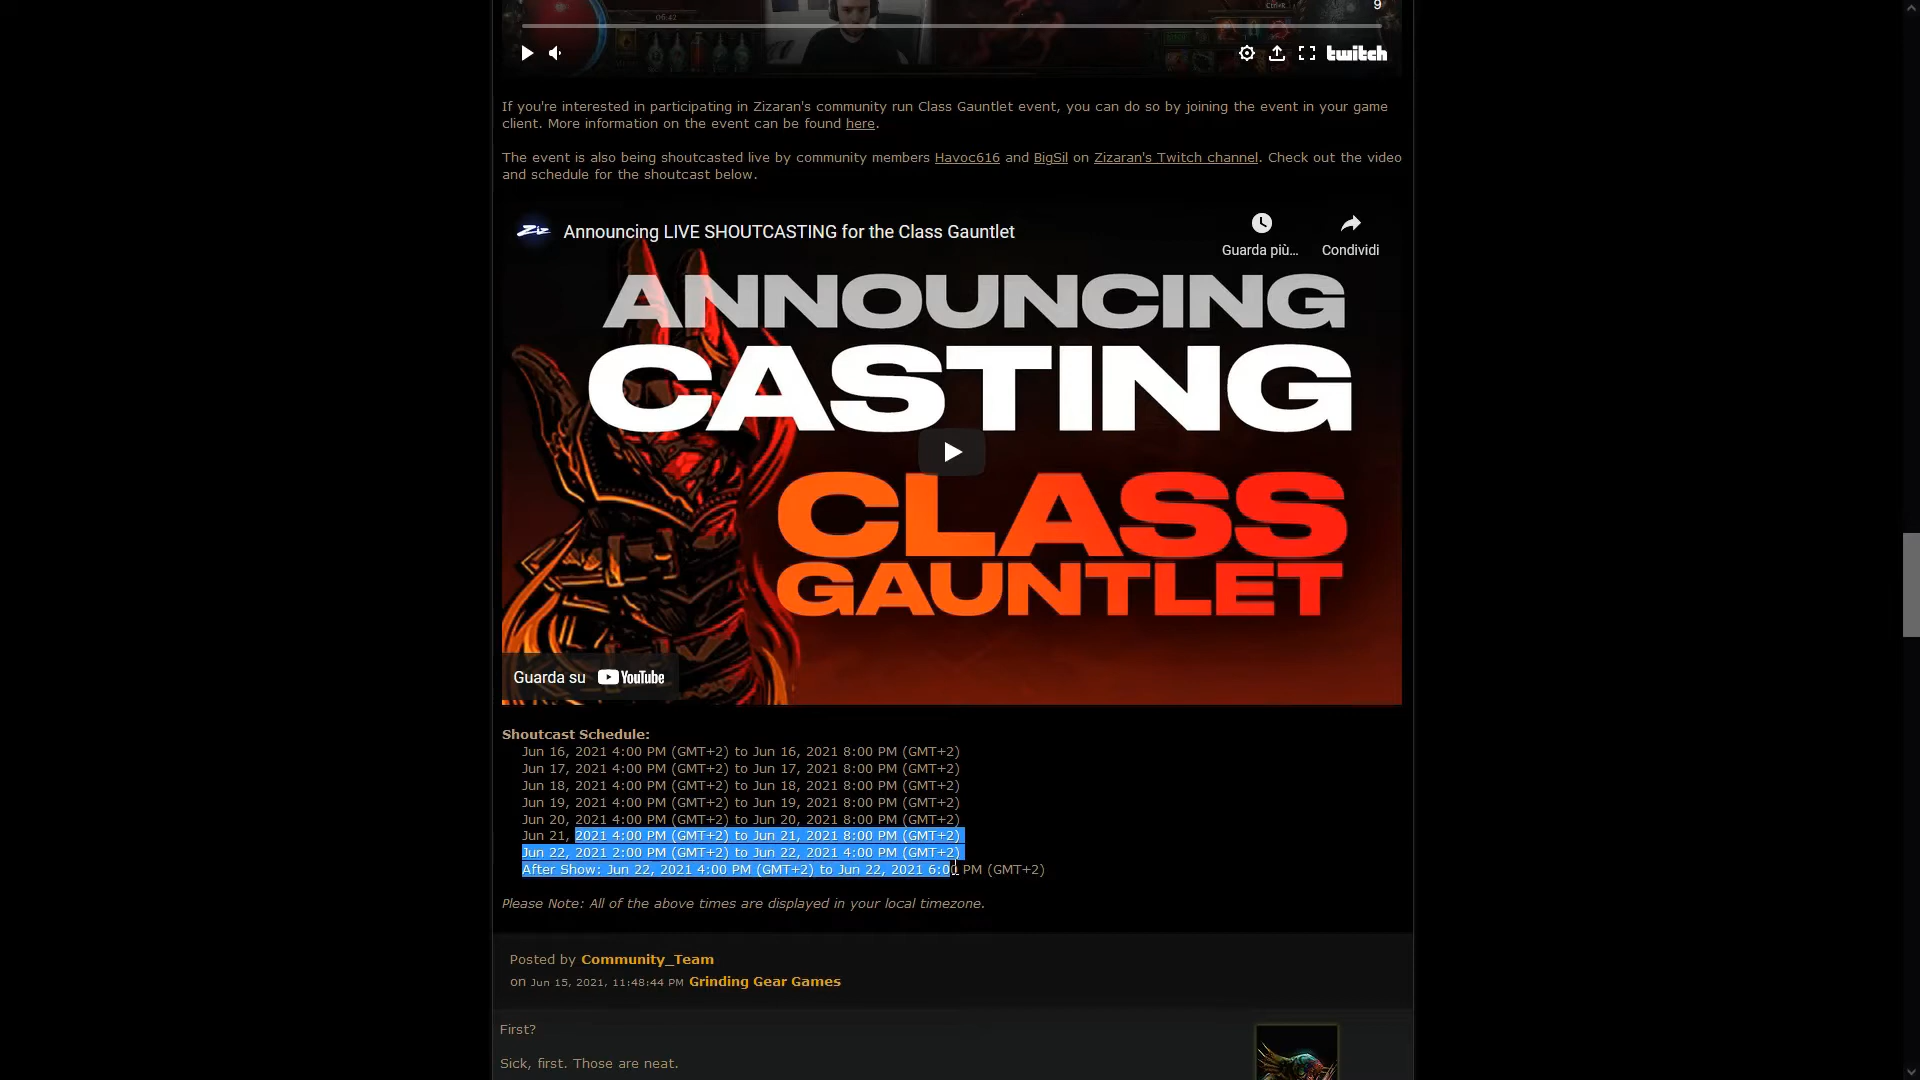 06:42
9
twitch
If you're interested in participating in Zizaran's community run Class Gauntlet event, you can do so by joining the event in your game
client. More information on the event can be found here.
The event is also being shoutcasted live by community members Havoc616 and BigSil on Zizaran's Twitch channel. Check out the video
and schedule for the shoutcast below.
Ziz
Announcing LIVE SHOUTCASTING for the Class Gauntlet
Guarda più...
Condividi
ANNOUNCING
CASTING
CLASS
GAUNTLET
Guarda su YouTube
Shoutcast Schedule:
Jun 16, 2021 4:00 PM (GMT+2) to Jun 16, 2021 8:00 PM (GMT+2)
Jun 17, 2021 4:00 PM (GMT+2) to Jun 17, 2021 8:00 PM (GMT+2)
Jun 18, 2021 4:00 PM (GMT+2) to Jun 18, 2021 8:00 PM (GMT+2)
Jun 19, 2021 4:00 PM (GMT+2) to Jun 19, 2021 8:00 PM (GMT+2)
Jun 20, 2021 4:00 PM (GMT+2) to Jun 20, 2021 8:00 PM (GMT+2)
Jun 21, 2021 4:00 PM (GMT+2) to Jun 21, 2021 8:00 PM (GMT+2)
Jun 22, 2021 2:00 PM (GMT+2) to Jun 22, 2021 4:00 PM (GMT+2)
After Show: Jun 22, 2021 4:00 PM (GMT+2) to Jun 22, 2021 6:00 PM (GMT+2)
Please Note: All of the above times are displayed in your local timezone.
Posted by Community_Team
on Jun 15, 2021, 11:48:44 PM Grinding Gear Games
First?
Sick, first. Those are neat.